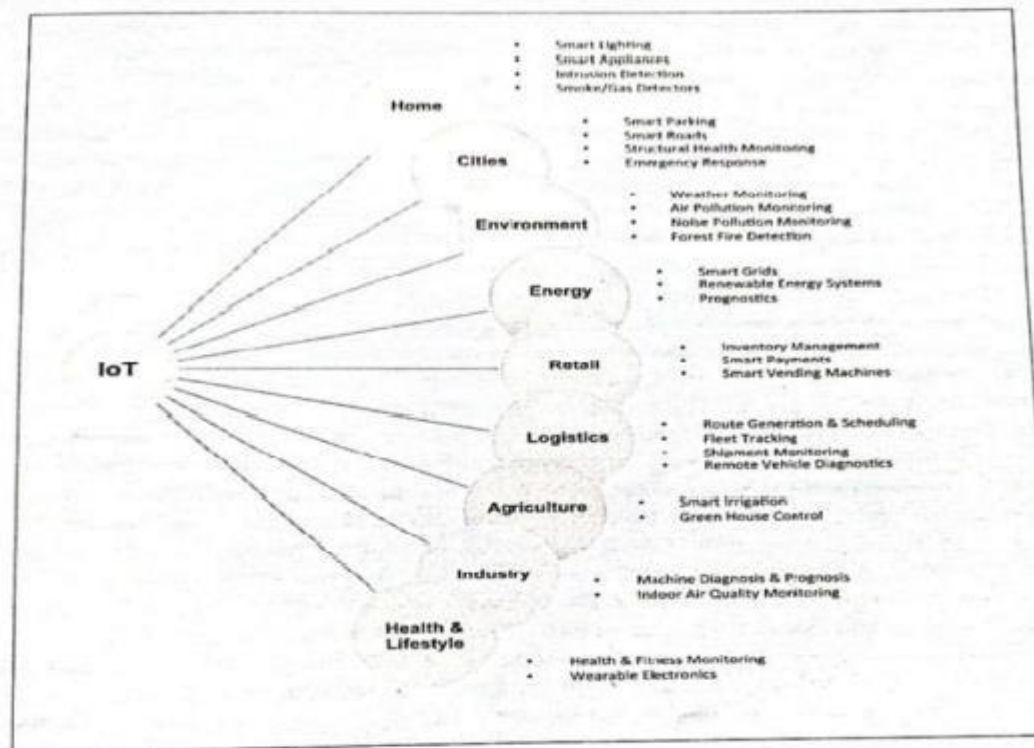 Smart Lighting
Smart Appliances
Intrusion Detection
Smoke/Gas Detectors
Home
Smart Parking
Smart Roads
Structural Health Monitoring
Emergency Response
Cities
Weather Monitoring
Air Pollution Monitoring
Noise Pollution Monitoring
Forest Fire Detection
Environment
Smart Grids
Renewable Energy Systems
Prognostics
Energy
IoT
Inventory Management
Smart Payments
Smart Vending Machines
Retail
Route Generation & Scheduling
Fleet Tracking
Shipment Monitoring
Remote Vehicle Diagnostics
Logistics
Smart Irrigation
Green House Control
Agriculture
Machine Diagnosis & Prognosis
Indoor Air Quality Monitoring
Industry
Health &
Lifestyle
Health & Fitness Monitoring
Wearable Electronics